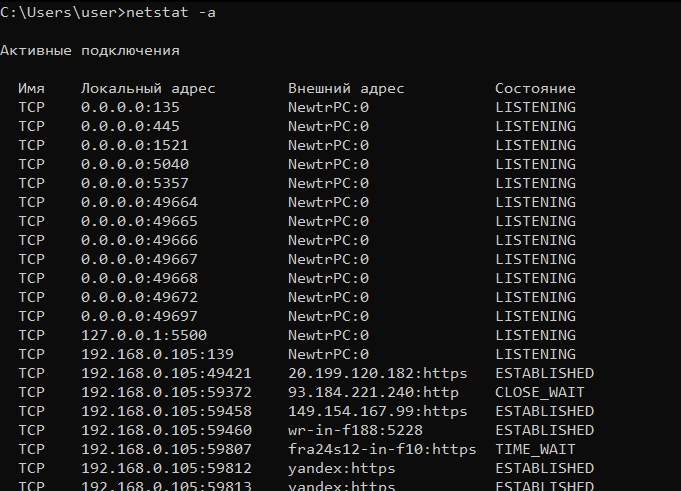 C:\Users\user>netstat -a
Активные подключения
Имя Локальный адрес Внешний адрес Состояние
TCP 0.0.0.0:135 NewtrPC:0 LISTENING
TCP 0.0.0.0:445 NewtrPC:0 LISTENING
TCP 0.0.0.0:1521 NewtrPC:0 LISTENING
TCP 0.0.0.0:5040 NewtrPC:0 LISTENING
TCP 0.0.0.0:5357 NewtrPC:0 LISTENING
TCP 0.0.0.0:49664 NewtrPC:0 LISTENING
TCP 0.0.0.0:49665 NewtrPC:0 LISTENING
TCP 0.0.0.0:49666 NewtrPC:0 LISTENING
TCP 0.0.0.0:49667 NewtrPC:0 LISTENING
TCP 0.0.0.0:49668 NewtrPC:0 LISTENING
TCP 0.0.0.0:49672 NewtrPC:0 LISTENING
TCP 0.0.0.0:49697 NewtrPC:0 LISTENING
TCP 127.0.0.1:5500 NewtrPC:0 LISTENING
TCP 192.168.0.105:139 NewtrPC:0 LISTENING
TCP 192.168.0.105:49421 20.199.120.182:https ESTABLISHED
TCP 192.168.0.105:59372 93.184.221.240:http CLOSE_WAIT
TCP 192.168.0.105:59458 149.154.167.99:https ESTABLISHED
TCP 192.168.0.105:59460 wr-in-f188:5228 ESTABLISHED
TCP 192.168.0.105:59807 fra24s12-in-f10:https TIME_WAIT
TCP 192.168.0.105:59812 yandex:https ESTABLISHED
TCP 192.168.0.105:59813 yandex:https ESTABLISHED